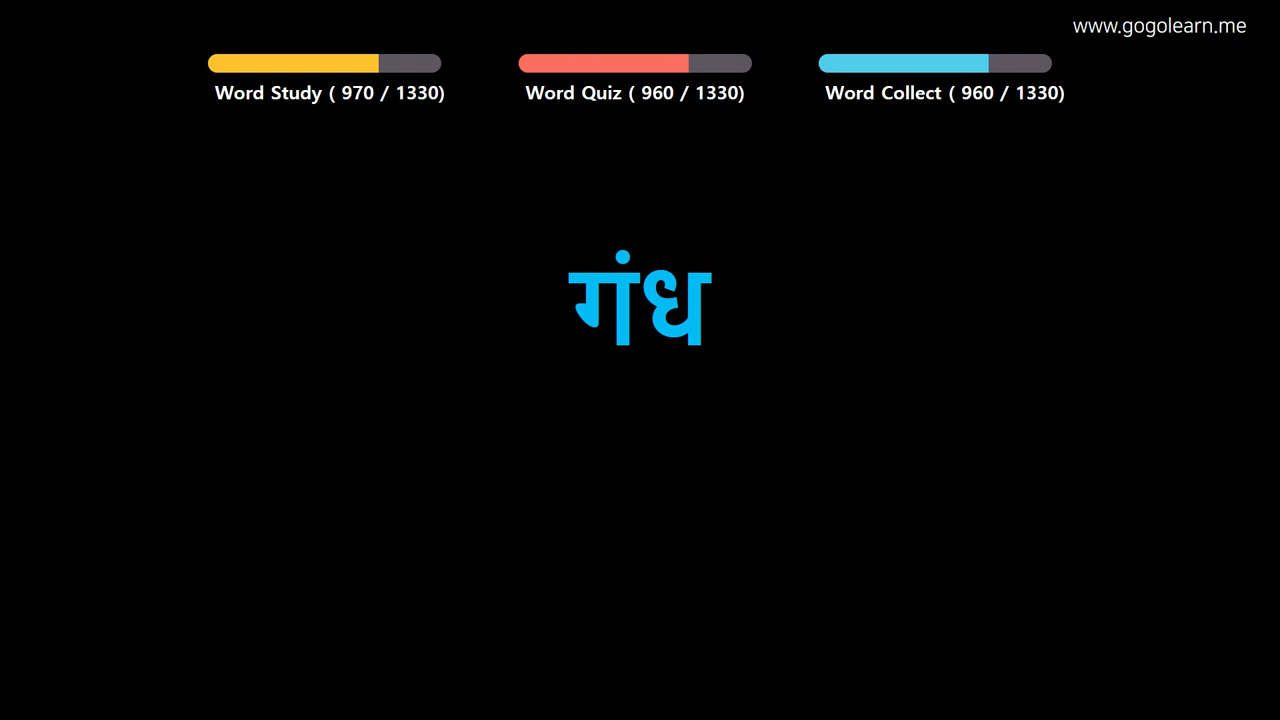 www.gogolearn.me
Word Study ( 970 / 1330)
Word Quiz ( 960 / 1330)
Word Collect ( 960 / 1330)
गंध